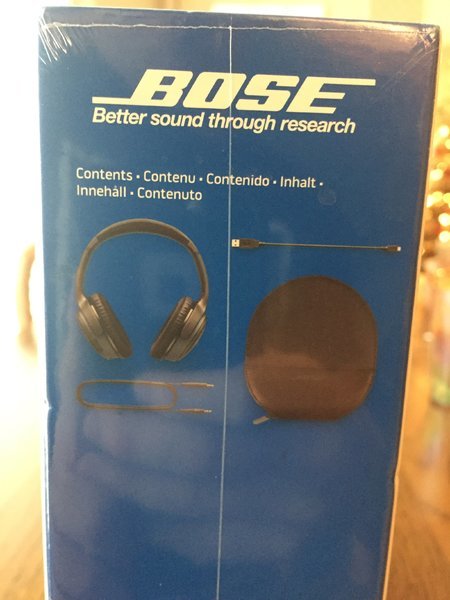 BOSE
Better sound through research
Contents • Contenu • Contenido • Inhalt •
Innehåll • Contenuto